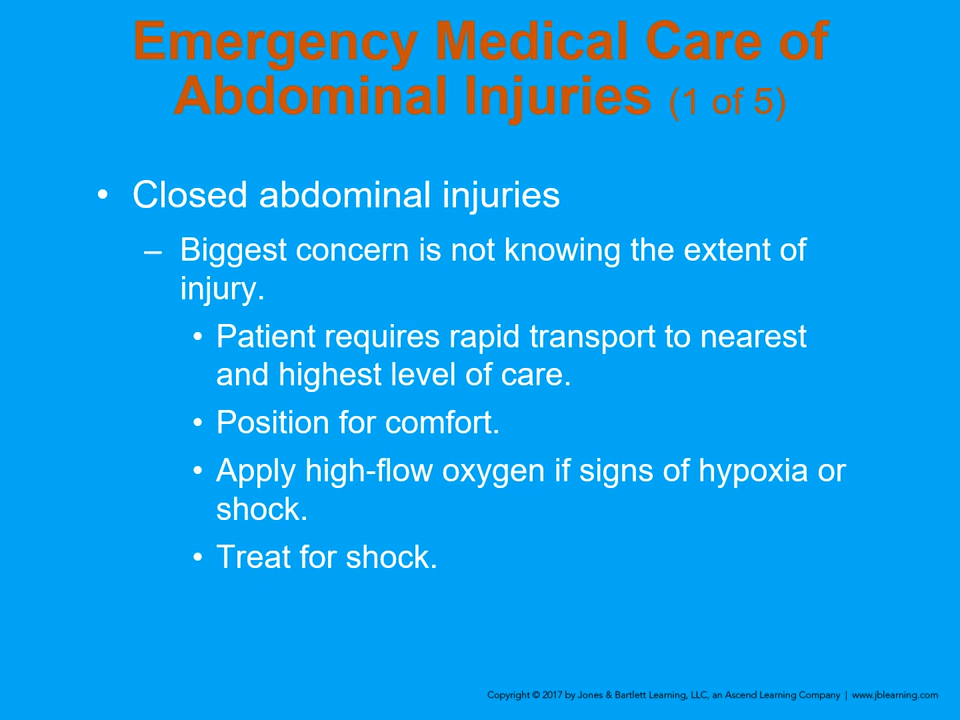 Emergency Medical Care of
Abdominal Injuries (1 of 5)
• Closed abdominal injuries
– Biggest concern is not knowing the extent of
injury.
• Patient requires rapid transport to nearest
and highest level of care.
• Position for comfort.
• Apply high-flow oxygen if signs of hypoxia or
shock.
• Treat for shock.
Copyright © 2017 by Jones & Bartlett Learning, LLC, an Ascend Learning Company | www.jblearning.com